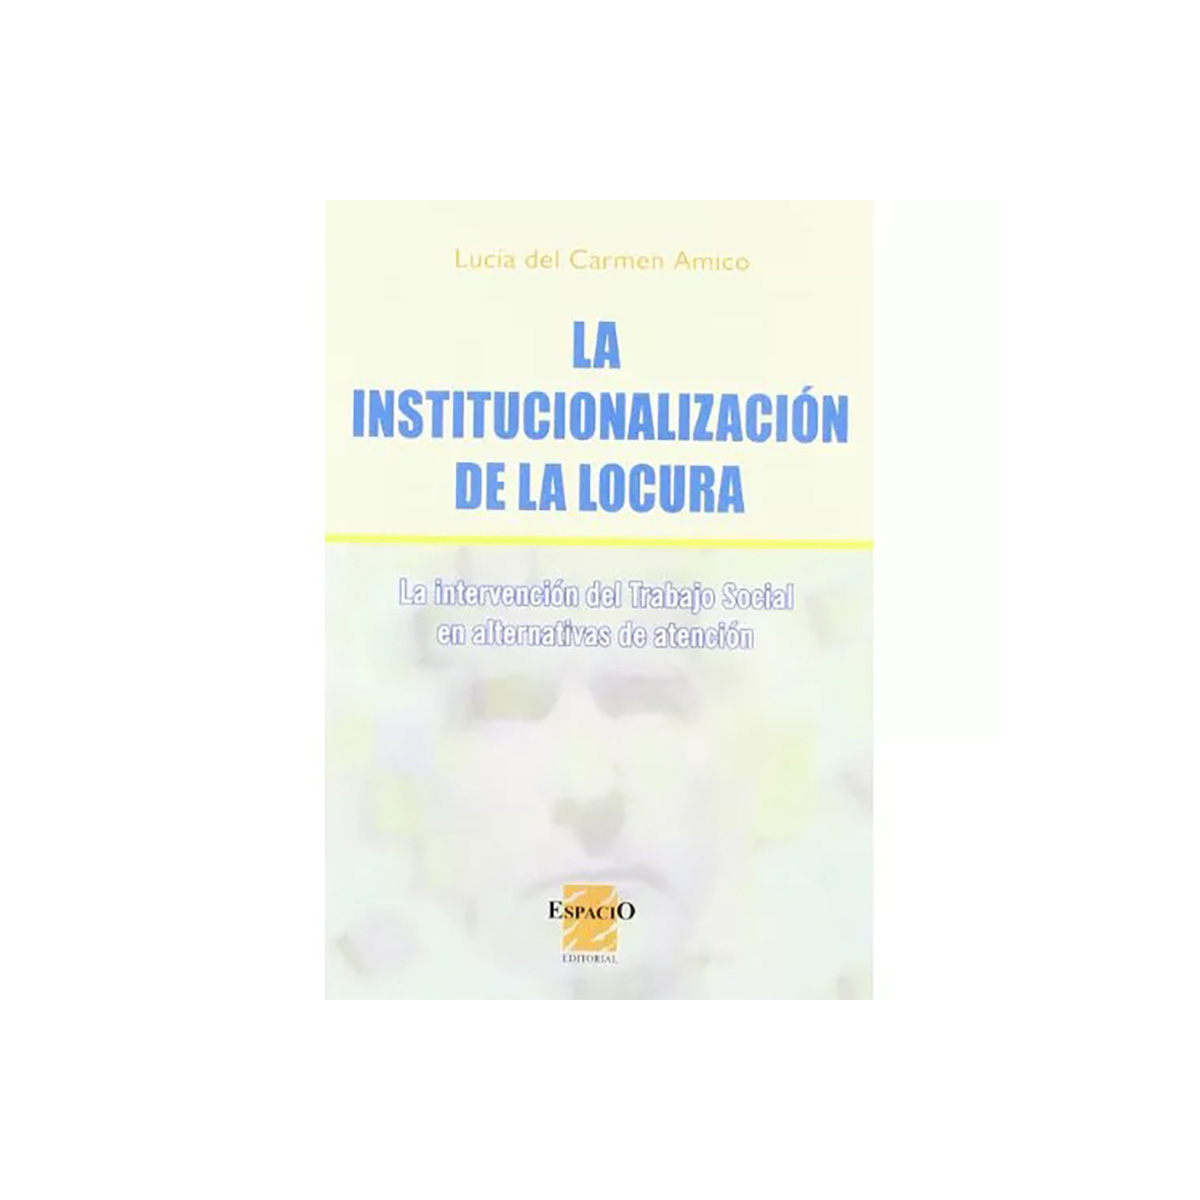 Lucía del Carmen Amico
LA
INSTITUCIONALIZACIÓN
DE LA LOCURA
La intervención del Trabajo Social
en alternativas de atención
ESPACIO
EDITORIAL